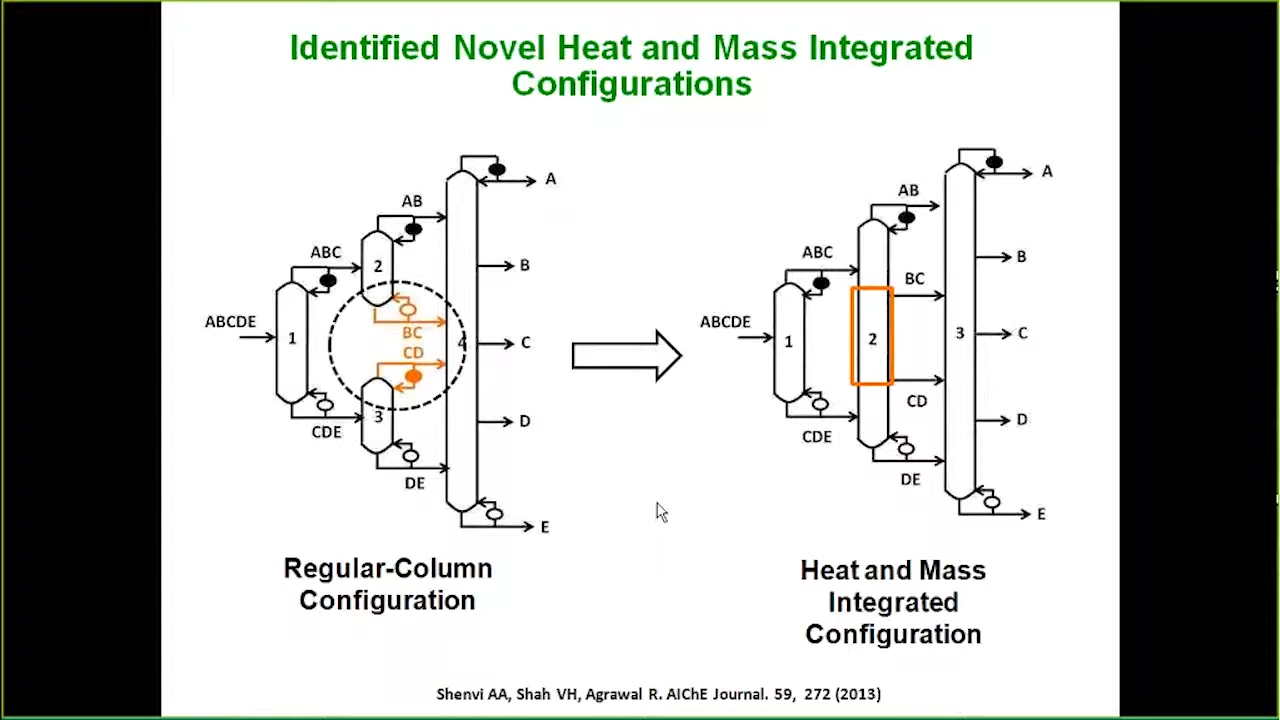 Identified Novel Heat and Mass Integrated
Configurations
A
AB
ABC
2
B
ABCDE
1
BC
CD
4
C
3
CDE
D
DE
E
A
AB
ABC
BC
B
ABCDE
1
2
3
C
CD
CDE
D
DE
E
Regular-Column
Configuration
Heat and Mass
Integrated
Configuration
Shenvi AA, Shah VH, Agrawal R. AIChE Journal. 59, 272 (2013)